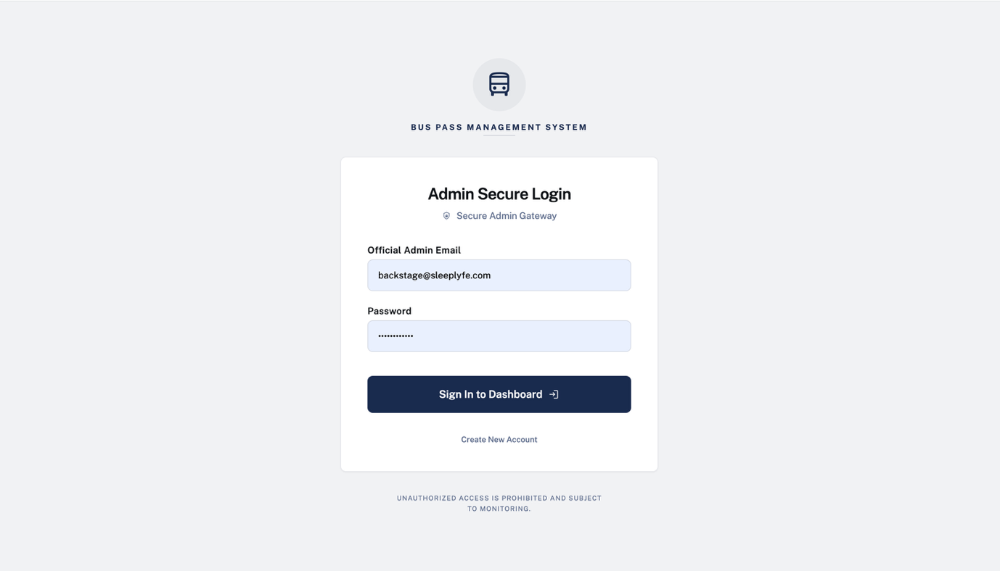 BUS PASS MANAGEMENT SYSTEM
Admin Secure Login
Secure Admin Gateway
Official Admin Email
backstage@sleeplyfe.com
Password
••••••••••••
Sign In to Dashboard
Create New Account
UNAUTHORIZED ACCESS IS PROHIBITED AND SUBJECT
TO MONITORING.